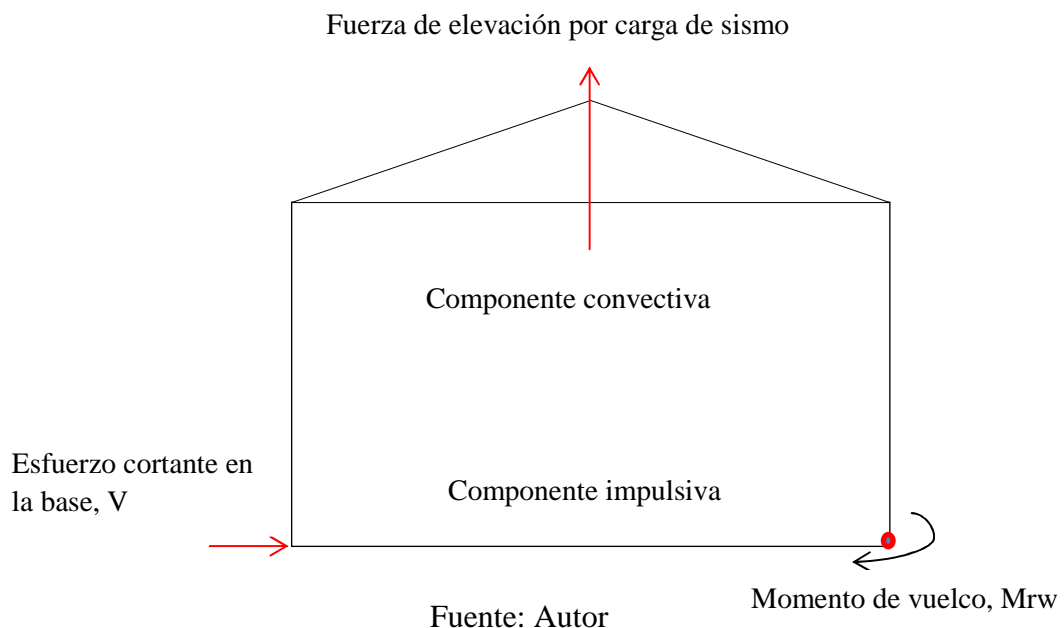 Fuerza de elevación por carga de sismo
Componente convectiva
Esfuerzo cortante en
la base, V
Componente impulsiva
Momento de vuelco, Mrw
Fuente: Autor